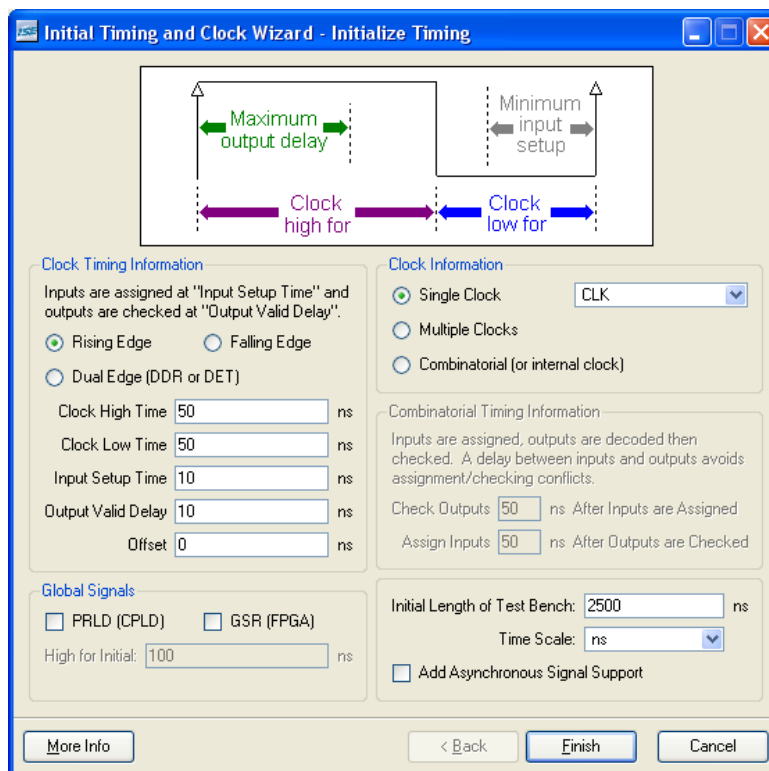 ISE Initial Timing and Clock Wizard - Initialize Timing
Maximum
output delay
Minimum
input
setup
Clock
high for
Clock
low for
Clock Timing Information
Inputs are assigned at "Input Setup Time" and
outputs are checked at "Output Valid Delay".
Rising Edge Falling Edge
Dual Edge (DDR or DET)
Clock High Time 50 ns
Clock Low Time 50 ns
Input Setup Time 10 ns
Output Valid Delay 10 ns
Offset 0 ns
Global Signals
PRLD (CPLD) GSR (FPGA)
High for Initial: 100 ns
Clock Information
Single Clock CLK
Multiple Clocks
Combinatorial (or internal clock)
Combinatorial Timing Information
Inputs are assigned, outputs are decoded then
checked. A delay between inputs and outputs avoids
assignment/checking conflicts.
Check Outputs 50 ns After Inputs are Assigned
Assign Inputs 50 ns After Outputs are Checked
Initial Length of Test Bench: 2500 ns
Time Scale: ns
Add Asynchronous Signal Support
More Info < Back Finish Cancel